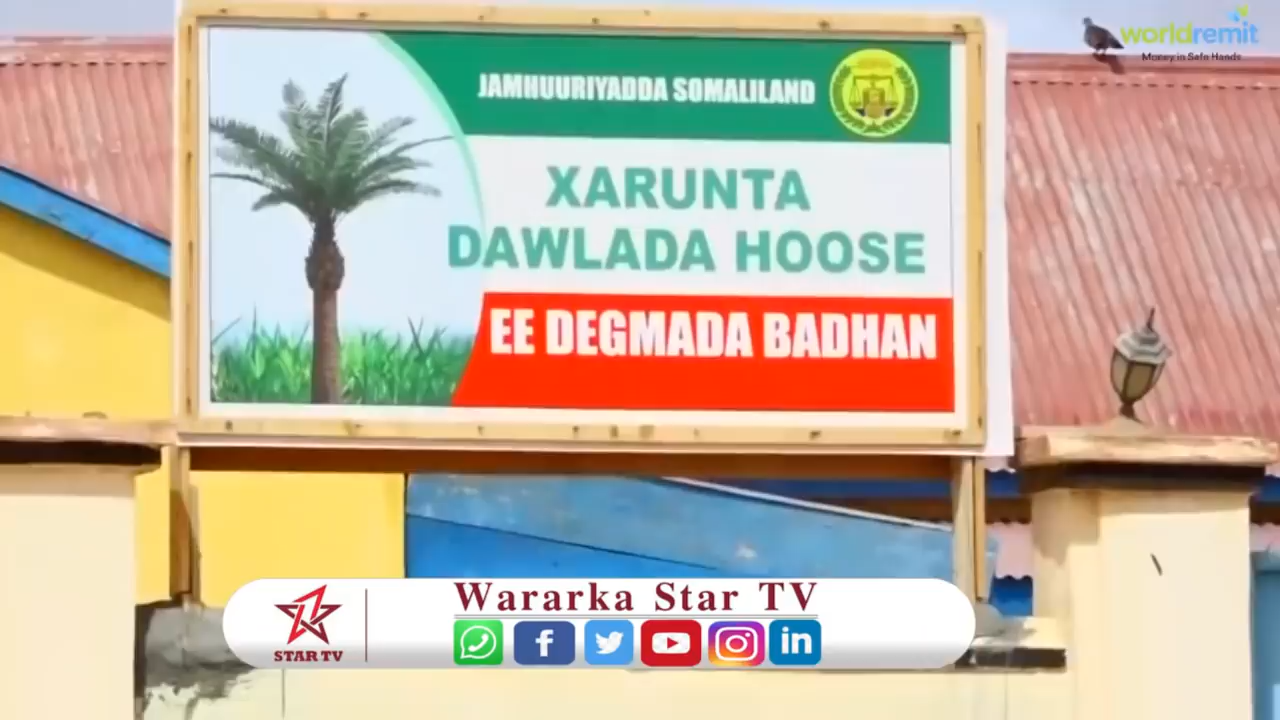 worldremit
Money in Safe Hands
JAMHUURIYADDA SOMALILAND
XARUNTA
DAWLADA HOOSE
EE DEGMADA BADHAN
Wararka Star TV
STAR TV